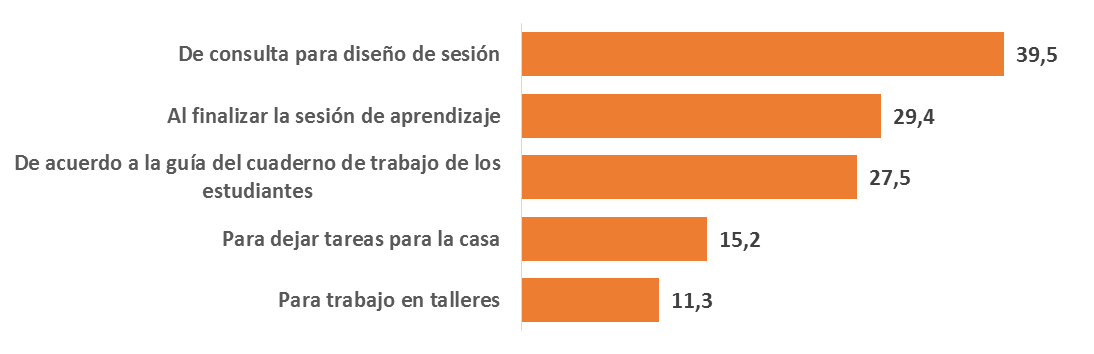 De consulta para diseño de sesión
39,5
Al finalizar la sesión de aprendizaje
29,4
De acuerdo a la guía del cuaderno de trabajo de los
estudiantes
27,5
Para dejar tareas para la casa
15,2
Para trabajo en talleres
11,3